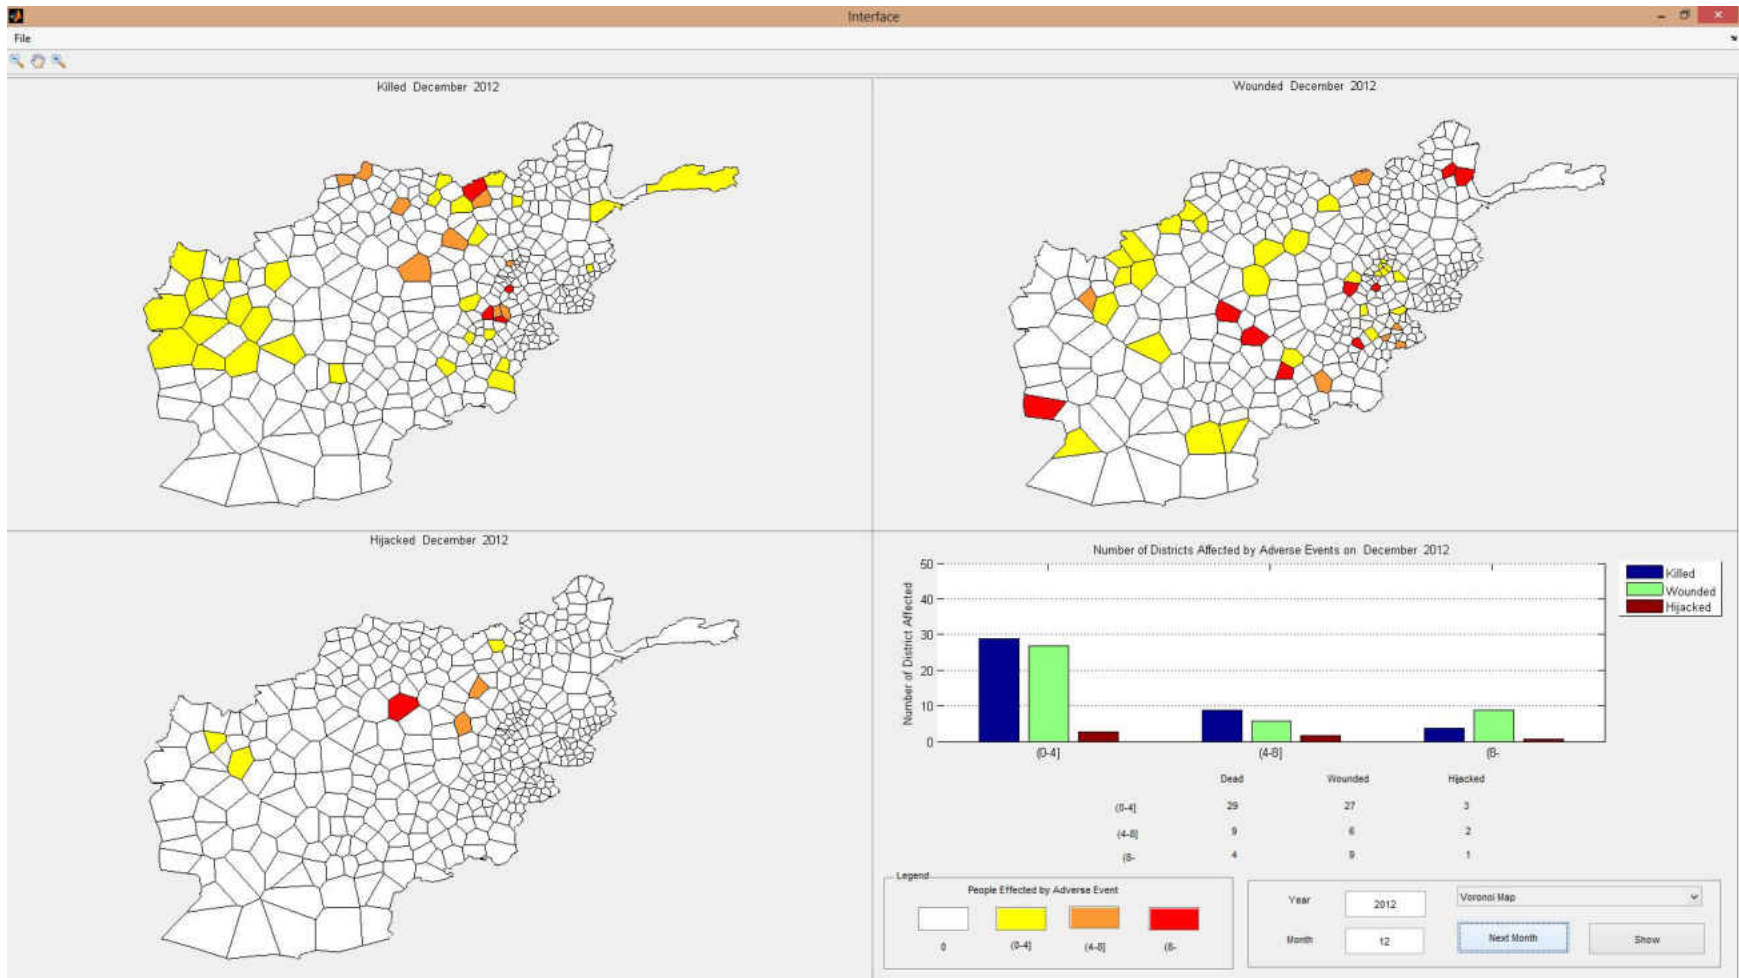 Interface
File
Killed December 2012
Wounded December 2012
Hijacked December 2012
Number of Districts Affected by Adverse Events on December 2012
Number of District Affected
50
40
30
20
10
0
(0-4]
(4-8]
(8-
Killed
Wounded
Hijacked
Dead Wounded Hijacked
(0-4] 29 27 3
(4-8] 9 6 2
(8- 4 9 1
Legend
People Effected by Adverse Event
0 (0-4] (4-8] (8-
Year 2012 Voronoi Map
Month 12 Next Month Show